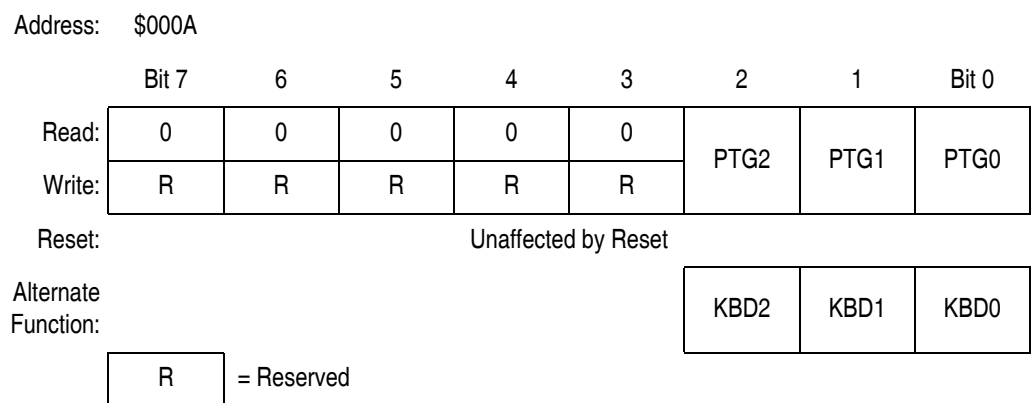 Address: $000A
Bit 7 6 5 4 3 2 1 Bit 0
Read: 0 0 0 0 0 PTG2 PTG1 PTG0
Write: R R R R R
Reset: Unaffected by Reset
Alternate
Function: KBD2 KBD1 KBD0
R = Reserved